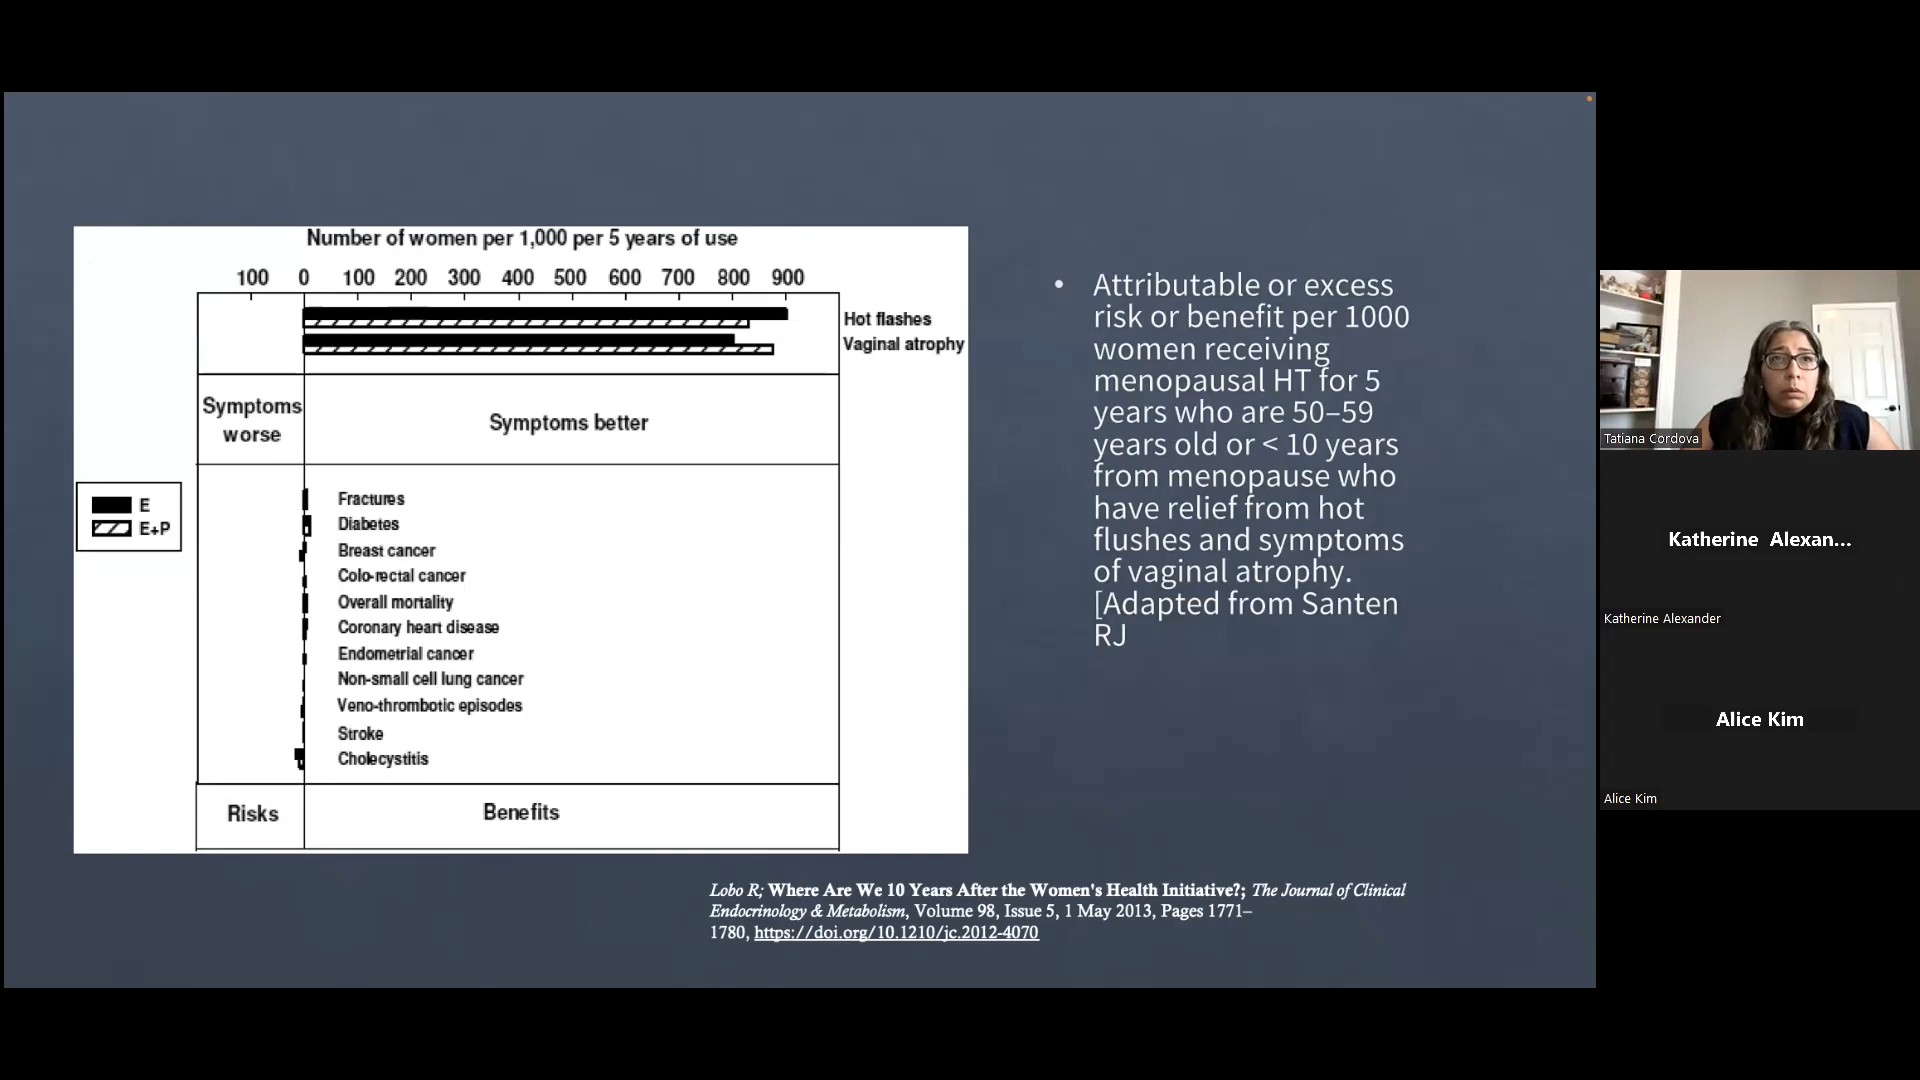 Number of women per 1,000 per 5 years of use
100 0 100 200 300 400 500 600 700 800 900
Hot flashes
Vaginal atrophy
Symptoms
worse
Symptoms better
E
E+P
Fractures
Diabetes
Breast cancer
Colo-rectal cancer
Overall mortality
Coronary heart disease
Endometrial cancer
Non-small cell lung cancer
Veno-thrombotic episodes
Stroke
Cholecystitis
Risks
Benefits
• Attributable or excess
risk or benefit per 1000
women receiving
menopausal HT for 5
years who are 50–59
years old or < 10 years
from menopause who
have relief from hot
flushes and symptoms
of vaginal atrophy.
[Adapted from Santen
RJ
Lobo R; Where Are We 10 Years After the Women's Health Initiative?; The Journal of Clinical
Endocrinology & Metabolism, Volume 98, Issue 5, 1 May 2013, Pages 1771–
1780, https://doi.org/10.1210/jc.2012-4070
Tatiana Cordova
Katherine Alexan...
Katherine Alexander
Alice Kim
Alice Kim